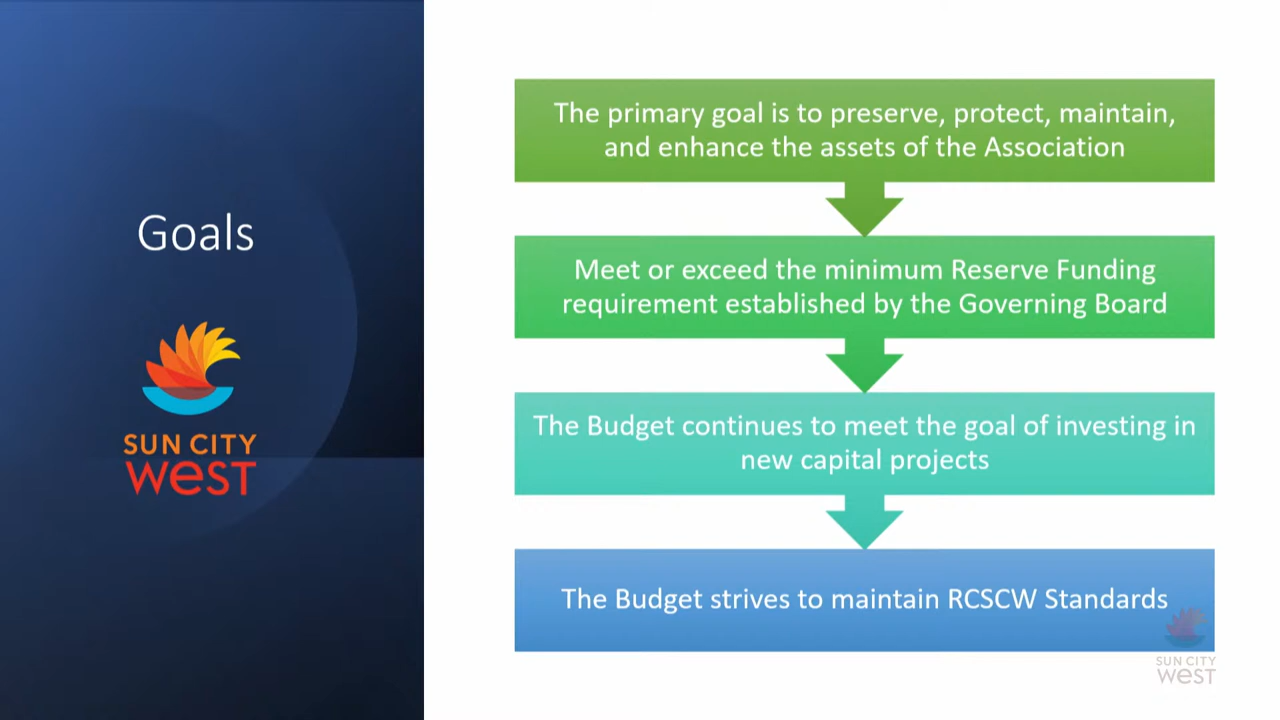 Goals
SUN CITY
west
The primary goal is to preserve, protect, maintain,
and enhance the assets of the Association
Meet or exceed the minimum Reserve Funding
requirement established by the Governing Board
The Budget continues to meet the goal of investing in
new capital projects
The Budget strives to maintain RCSCW Standards
SUN CITY
west